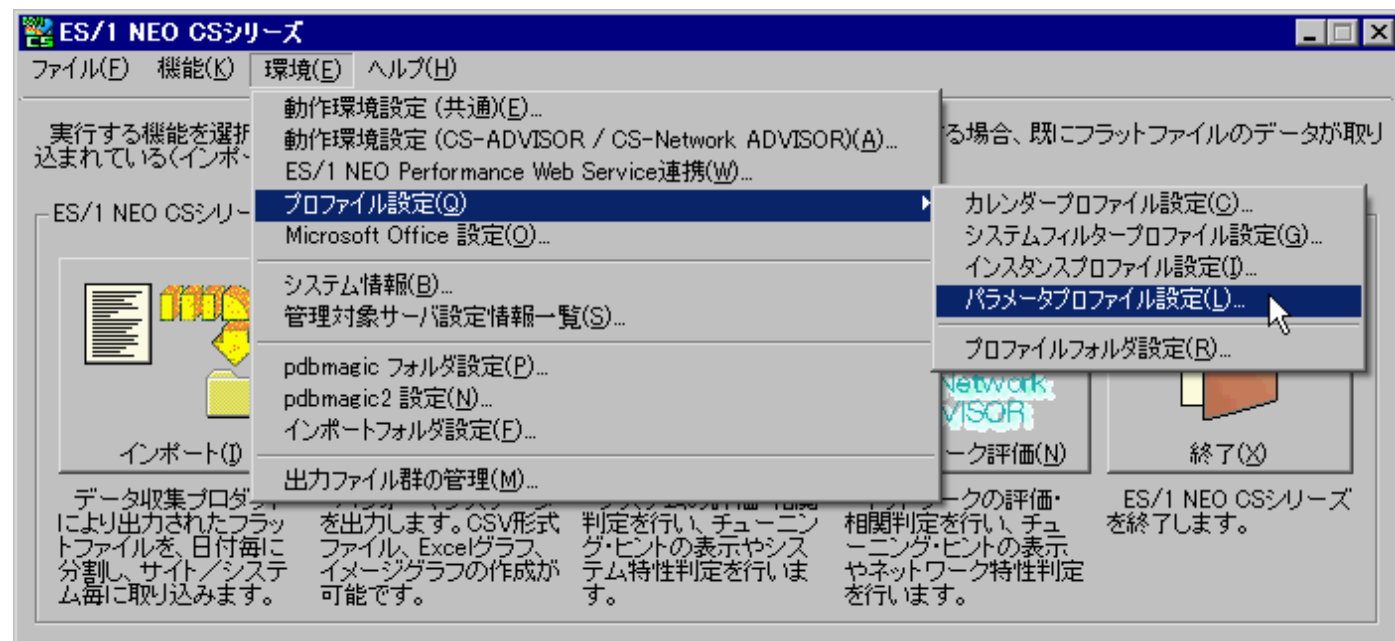 ES/1 NEO CSシリーズ
ファイル(F) 機能(K) 環境(E) ヘルプ(H)
動作環境設定 (共通)(E)...
動作環境設定 (CS-ADVISOR / CS-Network ADVISOR)(A)...
ES/1 NEO Performance Web Service連携(W)...
プロファイル設定(Q)
Microsoft Office 設定(O)...
システム情報(B)...
管理対象サーバ設定情報一覧(S)...
pdbmagic フォルダ設定(P)...
pdbmagic2 設定(N)...
インポートフォルダ設定(F)...
出力ファイル群の管理(M)...
カレンダープロファイル設定(C)...
システムフィルタープロファイル設定(G)...
インスタンスプロファイル設定(I)...
パラメータプロファイル設定(L)...
プロファイルフォルダ設定(R)...
実行する機能を選択
る場合、既にフラットファイルのデータが取り
込まれている(インポー
ES/1 NEO CSシリー
Network
VISOR
インポート(I)
ーク評価(N)
終了(X)
データ収集プロダクト
により出力されたフラッ
トファイルを、日付毎に
分割し、サイト/システ
ム毎に取り込みます。
を出力します。CSV形式
ファイル、Excelグラフ、
イメージグラフの作成が
可能です。
判定を行い、チューニン
グ・ヒントの表示やシス
テム特性判定を行いま
す。
ークの評価・
相関判定を行い、チュ
ーニング・ヒントの表示
やネットワーク特性判定
を行います。
ES/1 NEO CSシリーズ
を終了します。